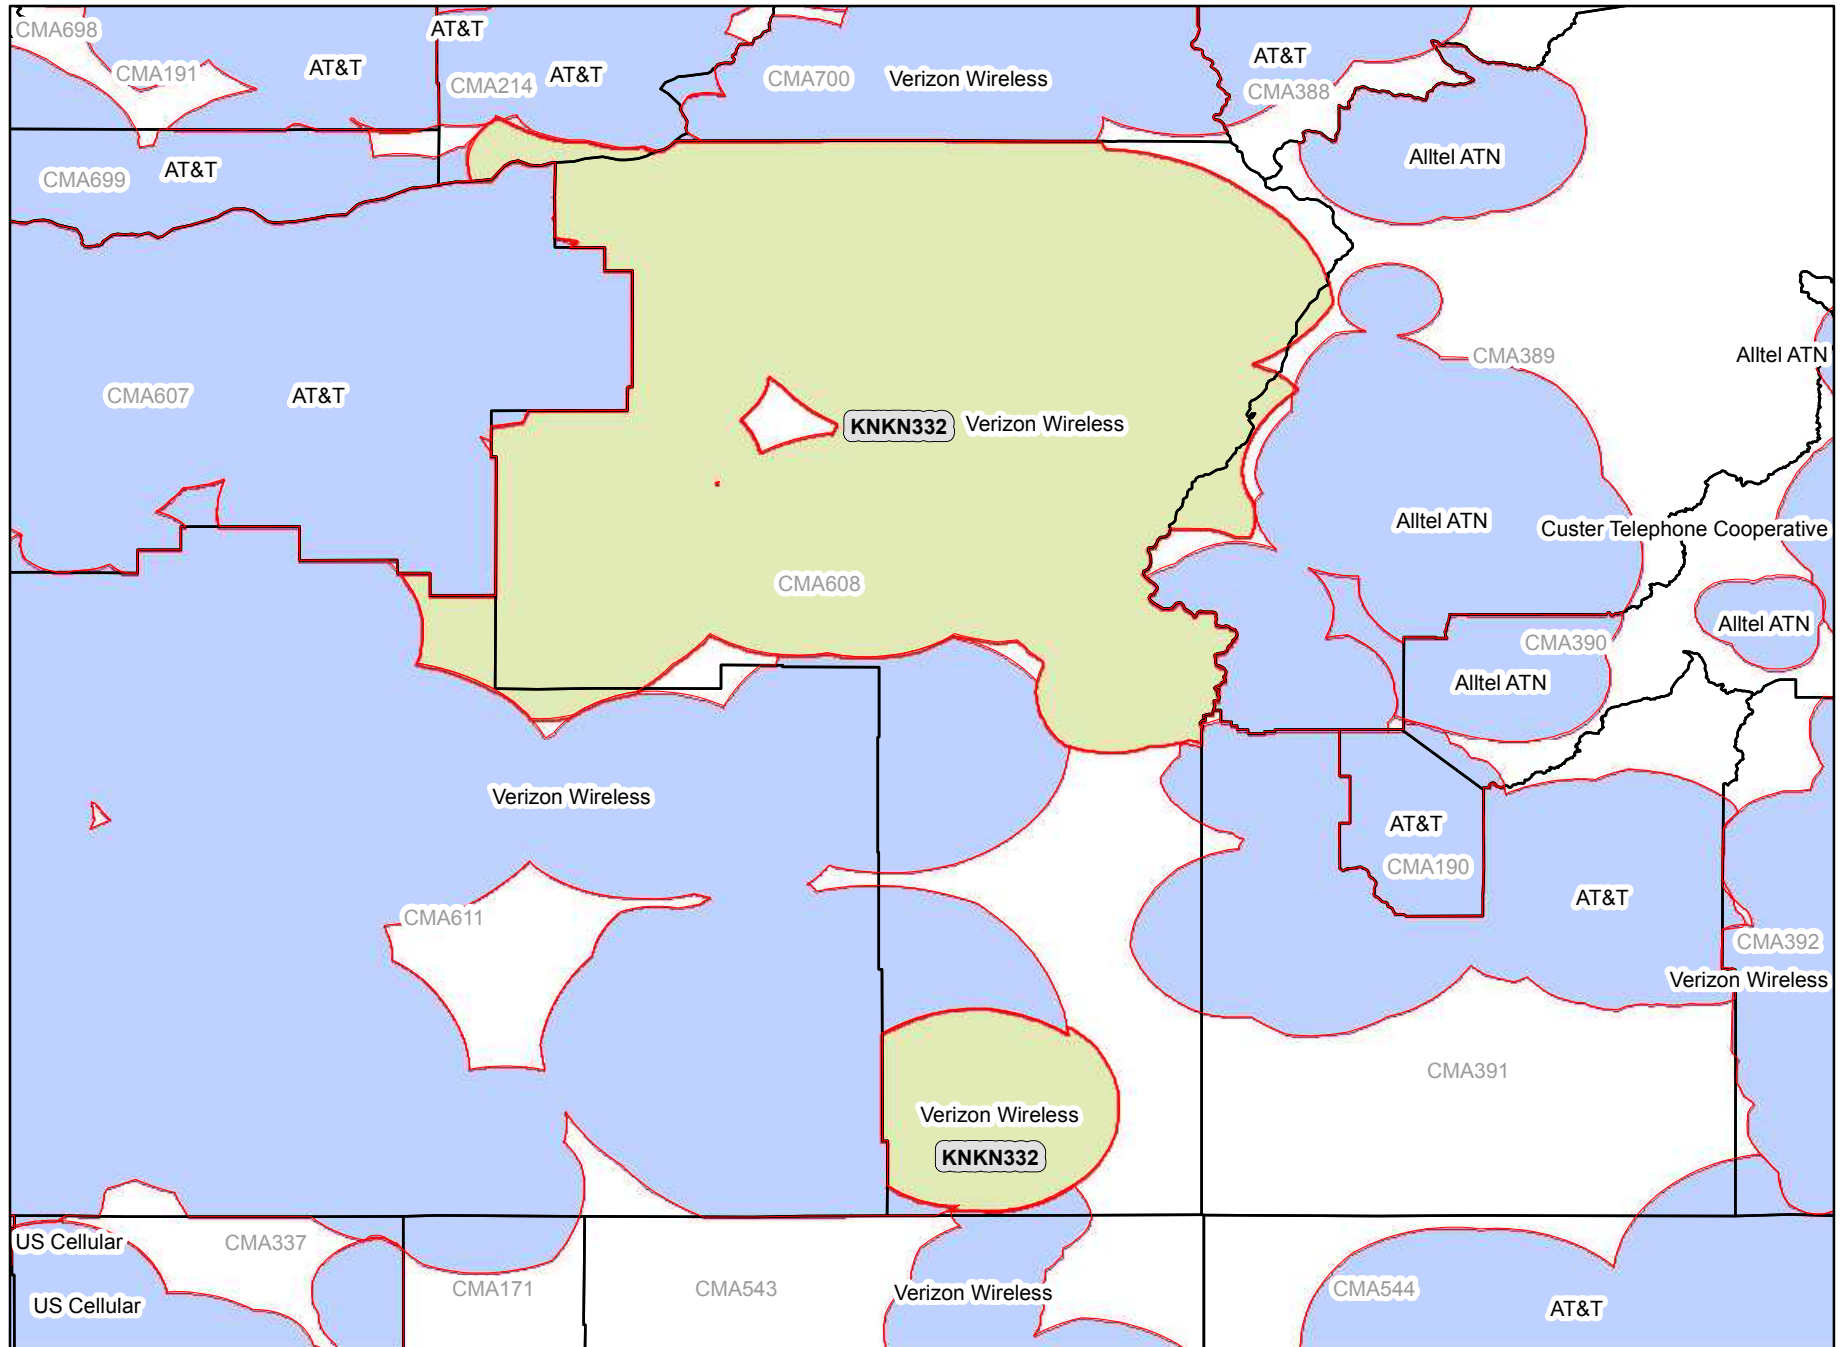 CMA698
AT&T
CMA191
AT&T
CMA214
AT&T
CMA700
Verizon Wireless
AT&T
CMA388
Alltel ATN
CMA699
AT&T
CMA389
Alltel ATN
CMA607
AT&T
KNKN332
Verizon Wireless
Alltel ATN
Custer Telephone Cooperative
CMA608
Alltel ATN
CMA390
Alltel ATN
Verizon Wireless
AT&T
CMA190
AT&T
CMA611
CMA392
Verizon Wireless
CMA391
Verizon Wireless
KNKN332
US Cellular
CMA337
CMA171
CMA543
Verizon Wireless
CMA544
US Cellular
AT&T